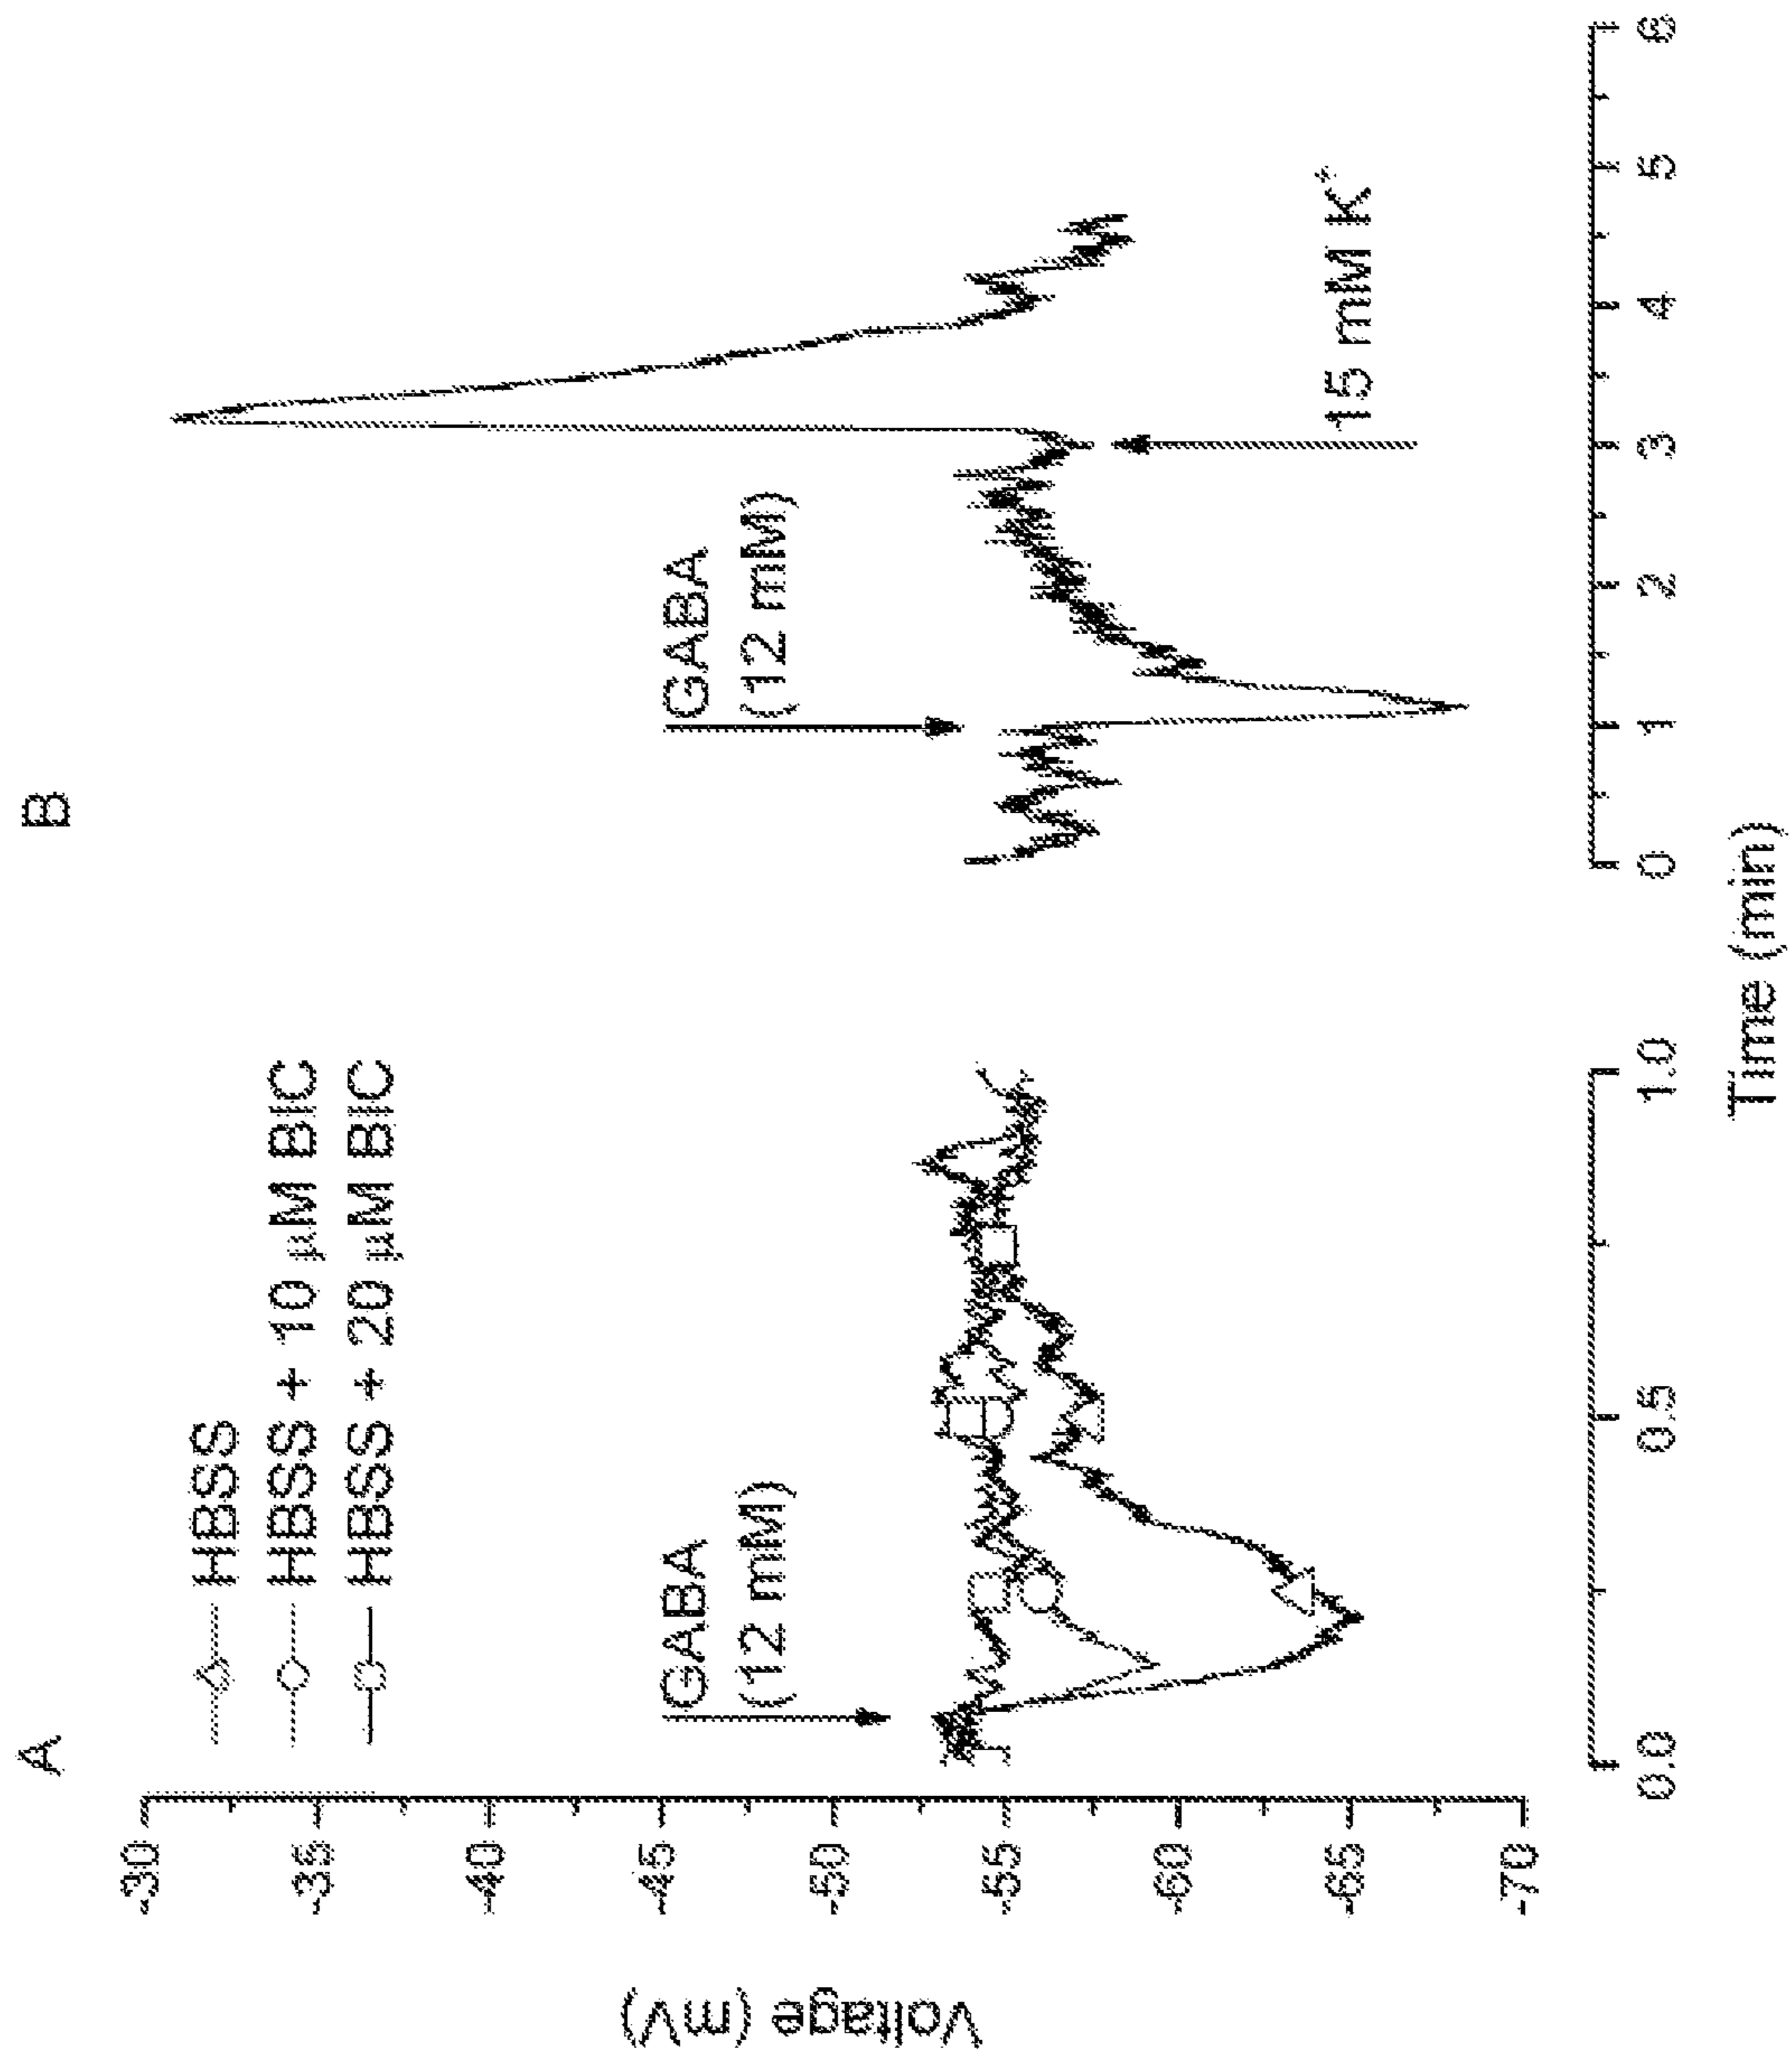 A
HBSS
HBSS + 10 µM BIC
HBSS + 20 µM BIC
GABA
(12 mM)
Voltage (mV)
-30
-35
-40
-45
-50
-55
-60
-65
-70
0.0
0.5
1.0
B
GABA
(12 mM)
15 mM K+
0
1
2
3
4
5
6
Time (min)